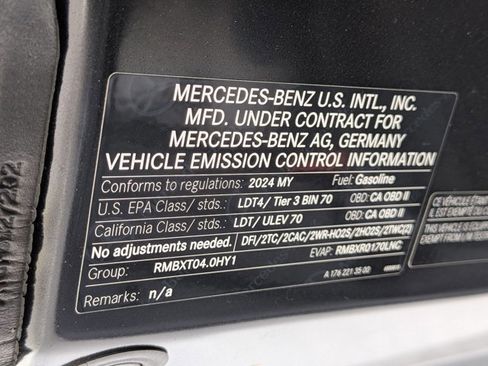 MERCEDES-BENZ U.S. INTL., INC.
MFD. UNDER CONTRACT FOR
MERCEDES-BENZ AG, GERMANY
VEHICLE EMISSION CONTROL INFORMATION
Conforms to regulations: 2024 MY Fuel: Gasoline
U.S. EPA Class/ stds.: LDT4/ Tier 3 BIN 70 OBD: CA OBD II
California Class/ stds.: LDT/ ULEV 70 OBD: CA OBD II
No adjustments needed. DFI/2TC/2CAC/2WR-HO2S/2HO2S/2TWC(2)
Group: RMBXT04.0HY1 EVAP: RMBXR0170LNC
Remarks: n/a A 176 221 35 00